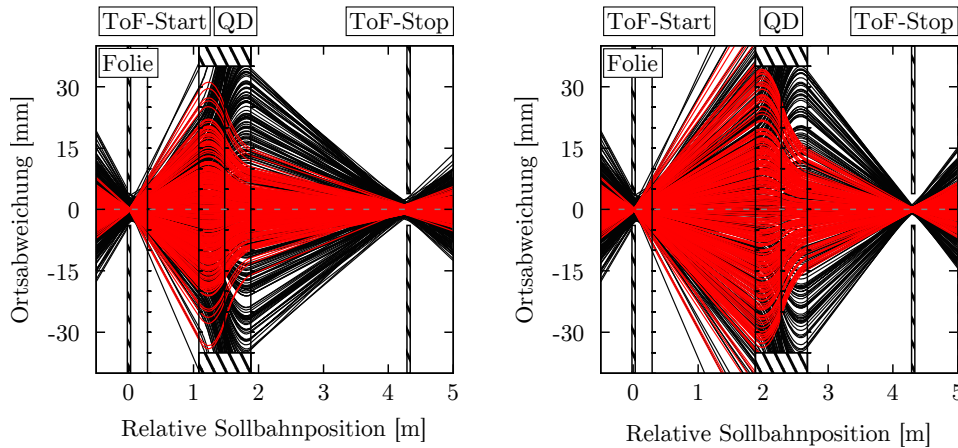 ToF-Start QD ToF-Stop
Folie
Ortsabweichung [mm]
30
15
0
-15
-30
0 1 2 3 4 5
Relative Sollbahnposition [m]
ToF-Start QD ToF-Stop
Folie
Ortsabweichung [mm]
30
15
0
-15
-30
0 1 2 3 4 5
Relative Sollbahnposition [m]